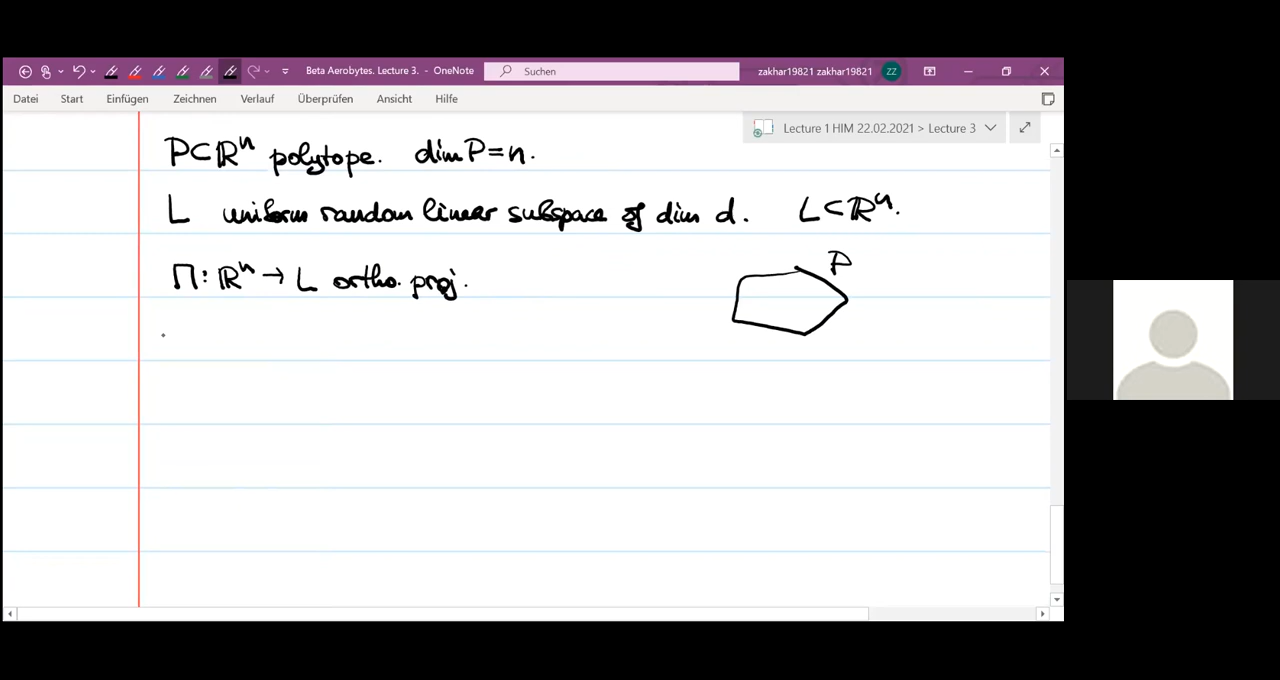 Beta Aerobytes. Lecture 3. - OneNote
Suchen
zakhar19821 zakhar19821
ZZ
Datei Start Einfügen Zeichnen Verlauf Überprüfen Ansicht Hilfe
Lecture 1 HIM 22.02.2021 > Lecture 3
P⊂ℝⁿ polytope. dim P = n.
L uniform random linear subspace of dim d. L⊂ℝⁿ.
Π: ℝⁿ → L ortho. proj.
P